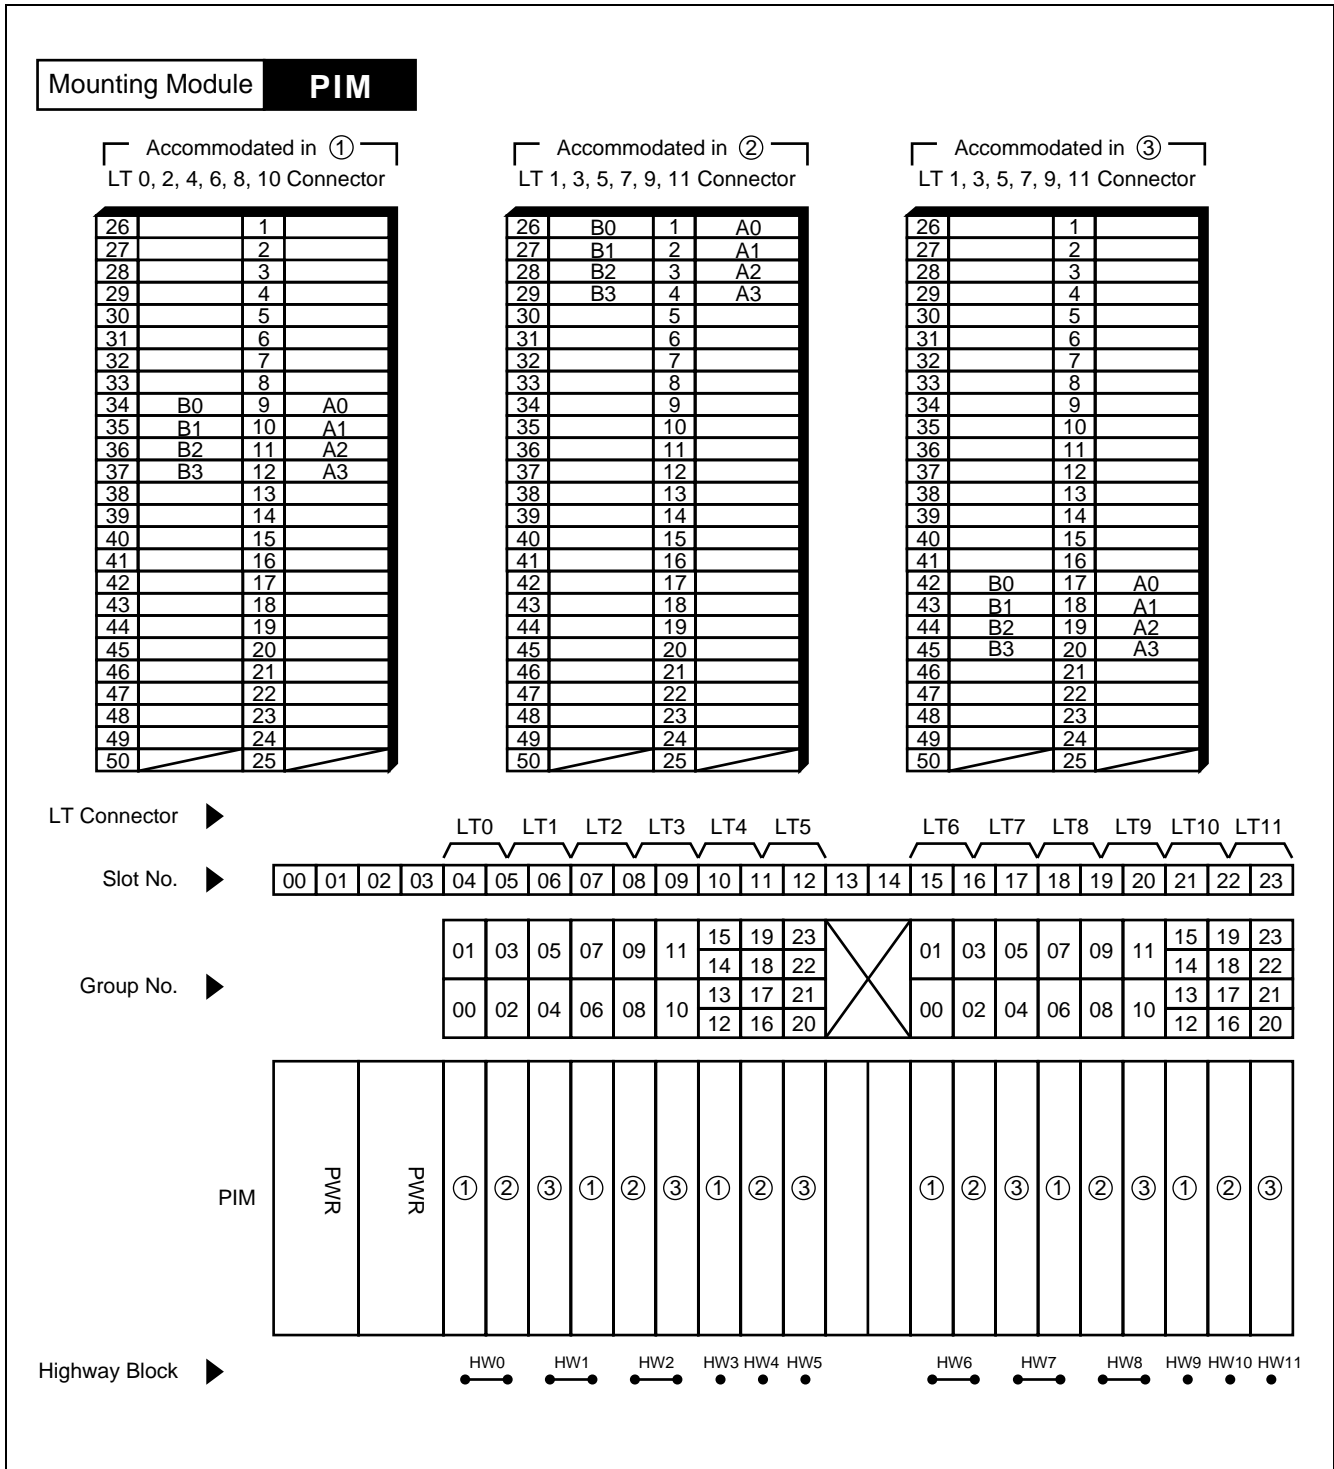 Mounting Module PIM
Accommodated in ① Accommodated in ② Accommodated in ③
LT 0, 2, 4, 6, 8, 10 Connector LT 1, 3, 5, 7, 9, 11 Connector LT 1, 3, 5, 7, 9, 11 Connector
26 1 26 B0 1 A0 26 1
27 2 27 B1 2 A1 27 2
28 3 28 B2 3 A2 28 3
29 4 29 B3 4 A3 29 4
30 5 30 5 30 5
31 6 31 6 31 6
32 7 32 7 32 7
33 8 33 8 33 8
34 B0 9 A0 34 9 34 9
35 B1 10 A1 35 10 35 10
36 B2 11 A2 36 11 36 11
37 B3 12 A3 37 12 37 12
38 13 38 13 38 13
39 14 39 14 39 14
40 15 40 15 40 15
41 16 41 16 41 16
42 17 42 17 42 B0 17 A0
43 18 43 18 43 B1 18 A1
44 19 44 19 44 B2 19 A2
45 20 45 20 45 B3 20 A3
46 21 46 21 46 21
47 22 47 22 47 22
48 23 48 23 48 23
49 24 49 24 49 24
50 25 50 25 50 25
LT Connector LT0 LT1 LT2 LT3 LT4 LT5 LT6 LT7 LT8 LT9 LT10 LT11
Slot No. 00 01 02 03 04 05 06 07 08 09 10 11 12 13 14 15 16 17 18 19 20 21 22 23
Group No.
01 03 05 07 09 11 15 19 23 01 03 05 07 09 11 15 19 23
14 18 22 14 18 22
00 02 04 06 08 10 13 17 21 00 02 04 06 08 10 13 17 21
12 16 20 12 16 20
PIM PWR PWR ① ② ③ ① ② ③ ① ② ③ ① ② ③ ① ② ③ ① ② ③
Highway Block HW0 HW1 HW2 HW3 HW4 HW5 HW6 HW7 HW8 HW9 HW10 HW11